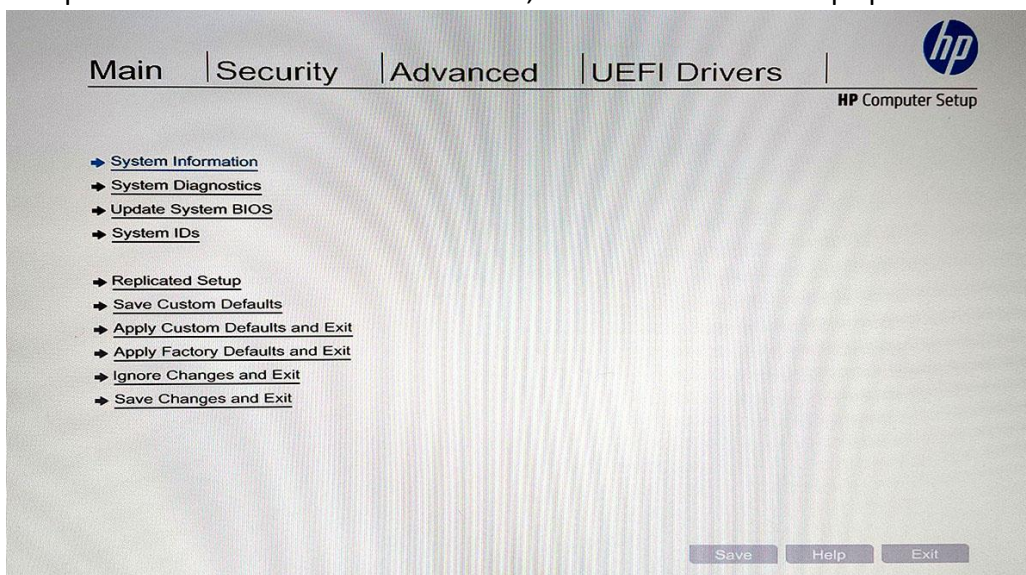 hp
Main | Security | Advanced | UEFI Drivers |
HP Computer Setup
System Information
System Diagnostics
Update System BIOS
System IDs
Replicated Setup
Save Custom Defaults
Apply Custom Defaults and Exit
Apply Factory Defaults and Exit
Ignore Changes and Exit
Save Changes and Exit
Save Help Exit